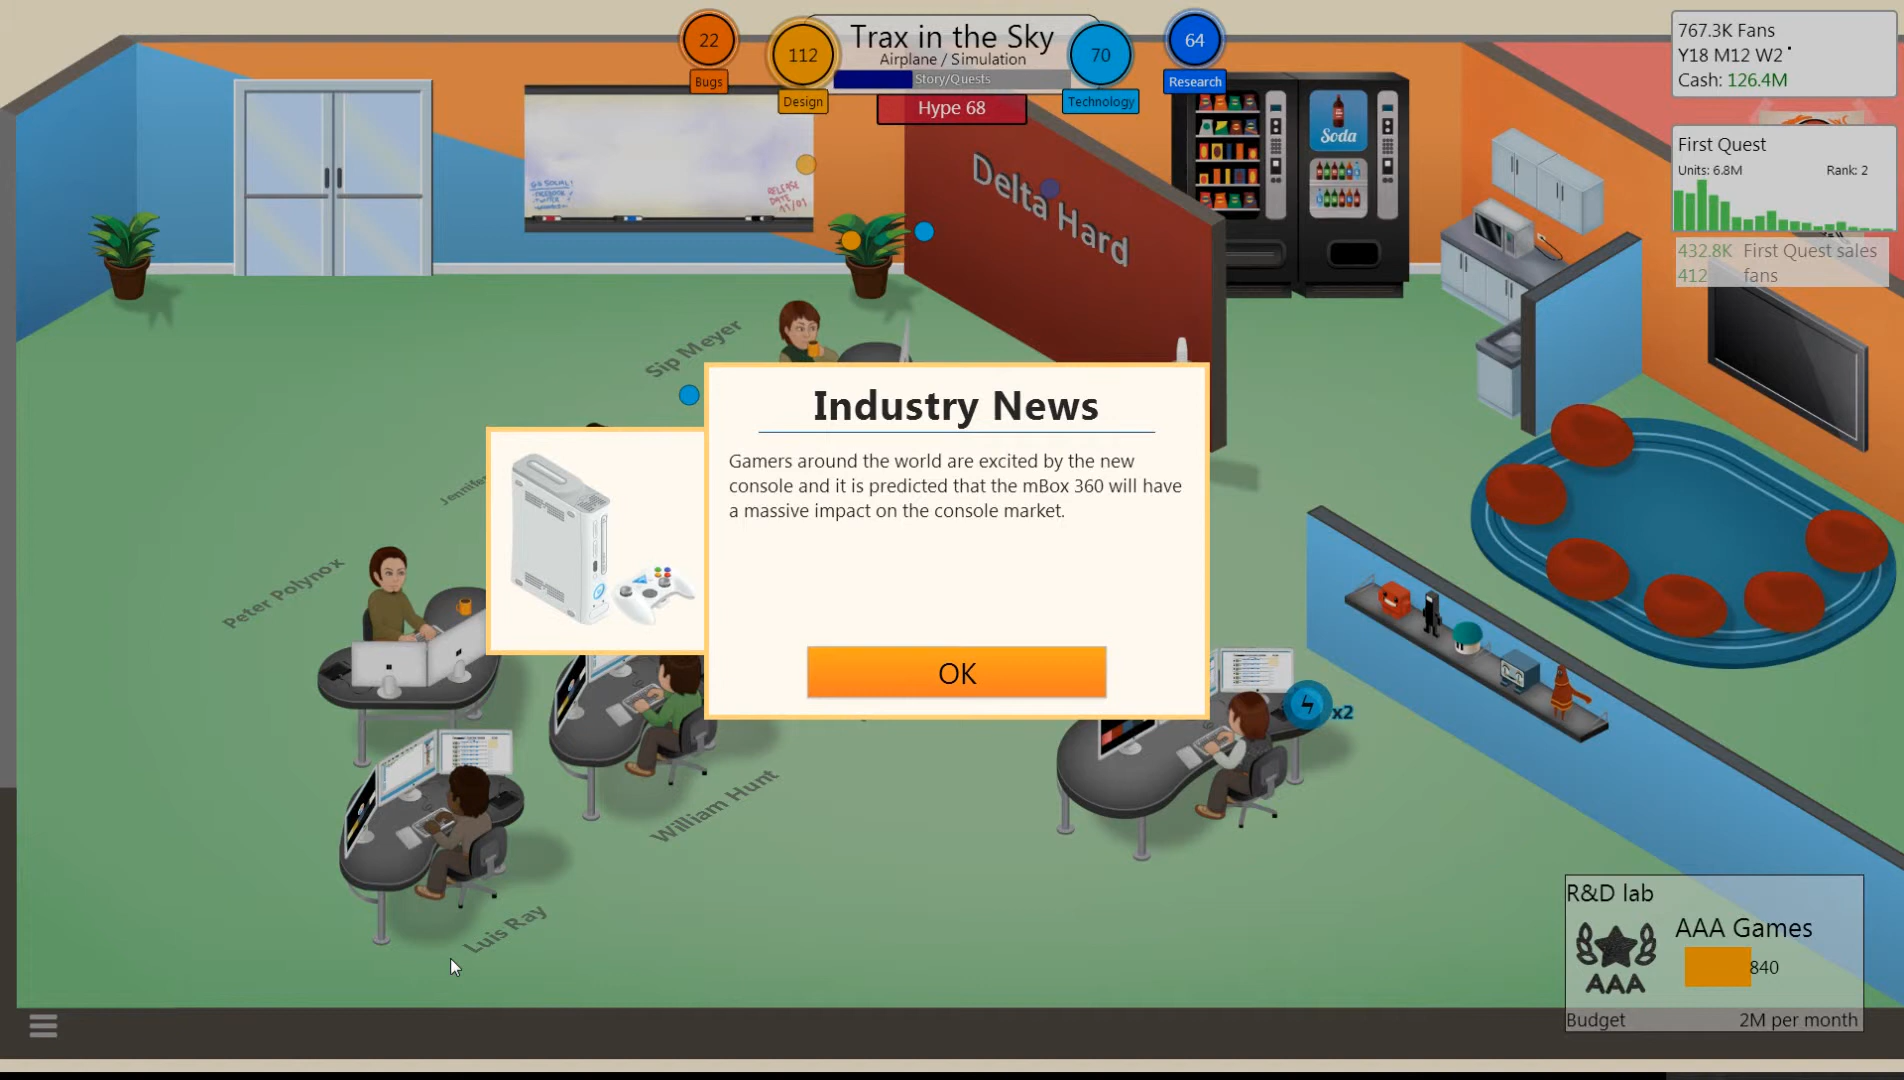 22
Bugs
112
Design
Trax in the Sky
Airplane / Simulation
Story/Quests
Hype 68
70
Technology
64
Research
767.3K Fans
Y18 M12 W2
Cash: 126.4M
First Quest
Units: 6.8M Rank: 2
432.8K First Quest sales
412 fans
RELEASE
DATE
11/01
Soda
Delta Hard
Sip Meyer
Industry News
Gamers around the world are excited by the new
console and it is predicted that the mBox 360 will have
a massive impact on the console market.
OK
Peter Polynox
x2
William Hunt
Luis Ray
R&D lab
AAA Games
840
AAA
Budget 2M per month